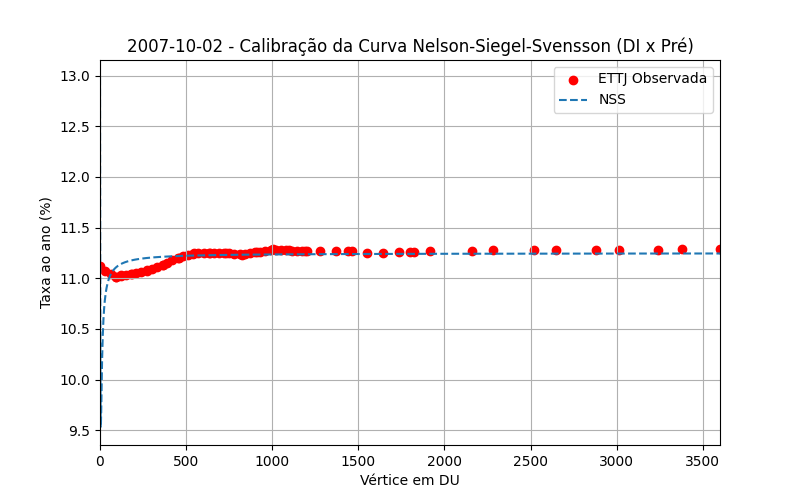 2007-10-02 - Calibração da Curva Nelson-Siegel-Svensson (DI x Pré)
ETTJ Observada
NSS
Taxa ao ano (%)
13.0
12.5
12.0
11.5
11.0
10.5
10.0
9.5
0 500 1000 1500 2000 2500 3000 3500
Vértice em DU